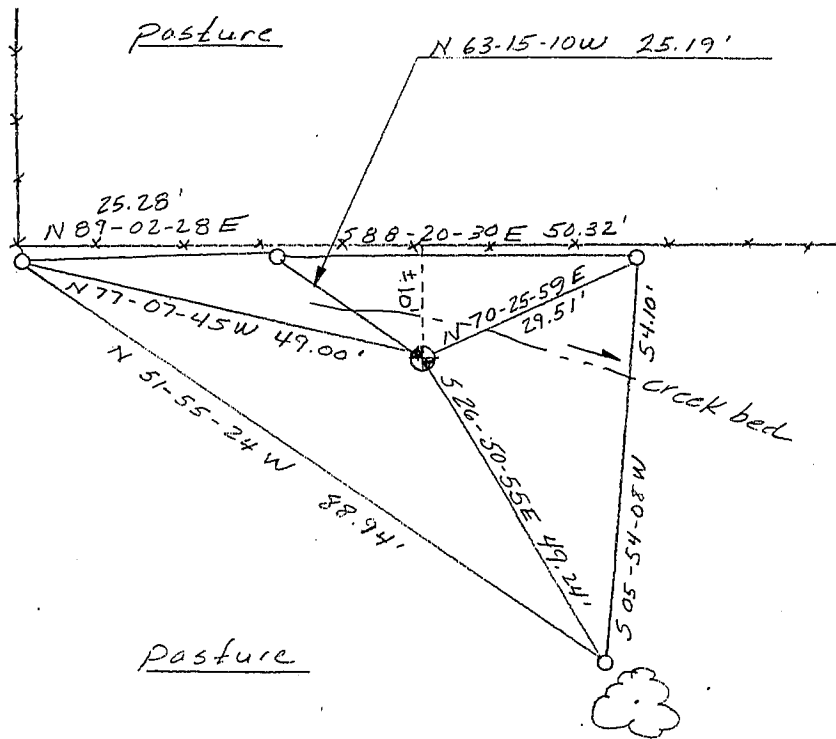 Pasture
N 63-15-10W 25.19'
25.28'
N 89-02-28 E
S 88-20-30 E 50.32'
10'±
N 77-07-45 W 49.00'
N 70-25-59 E
29.51'
54.10'
creek bed
N 51-55-24 W 88.94'
S 26-50-55E 49.24'
S 05-54-08 W
Pasture